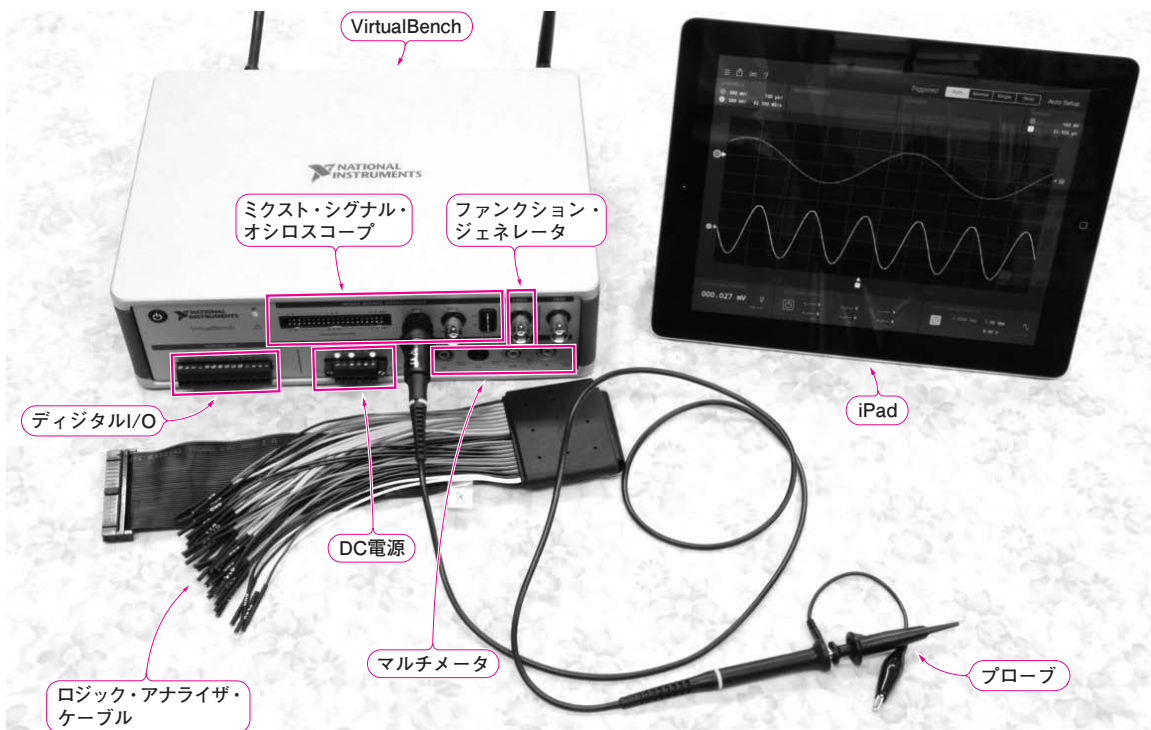 VirtualBench
NATIONAL
INSTRUMENTS
ミクスト・シグナル・
オシロスコープ
ファンクション・
ジェネレータ
Triggered
Auto
Normal
Single
Auto Setup
NATIONAL
INSTRUMENTS
VirtualBench
000.027 mV
ディジタルI/O
iPad
DC電源
マルチメータ
プローブ
ロジック・アナライザ・
ケーブル